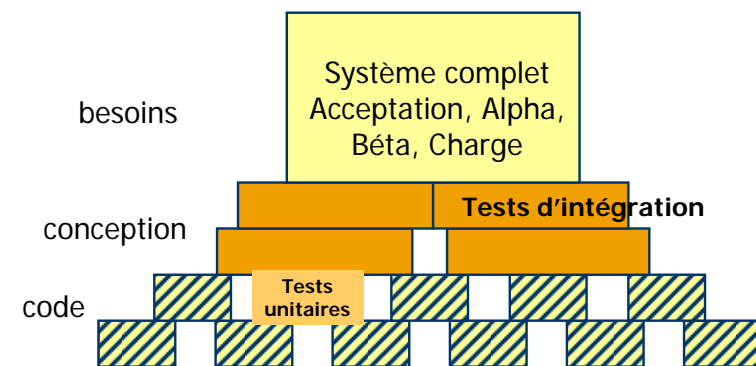 besoins
Système complet
Acceptation, Alpha,
Béta, Charge
conception
Tests d'intégration
code
Tests
unitaires